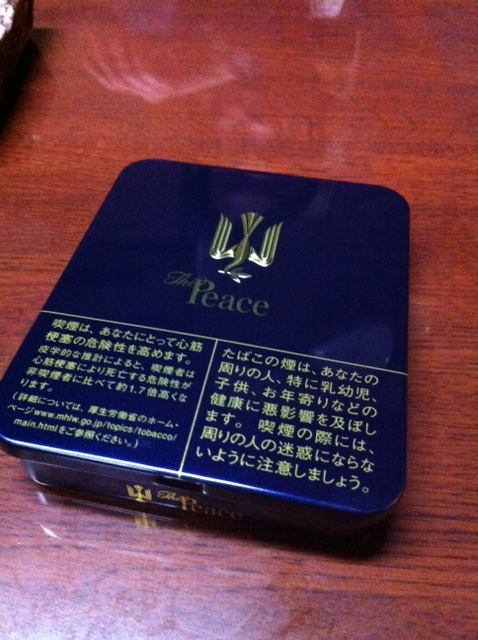 The
Peace
喫煙は、あなたにとって心筋
梗塞の危険性を高めます。
疫学的な推計によると、喫煙者は
心筋梗塞により死亡する危険性が
非喫煙者に比べて約1.7倍高くな
ります。
(詳細については、厚生労働省のホーム・
ページwww.mhlw.go.jp/topics/tobacco/
main.htmlをご参照ください。)
たばこの煙は、あなたの
周りの人、特に乳幼児、
子供、お年寄りなどの
健康に悪影響を及ぼし
ます。喫煙の際には、
周りの人の迷惑にならな
いように注意しましょう。
The Peace